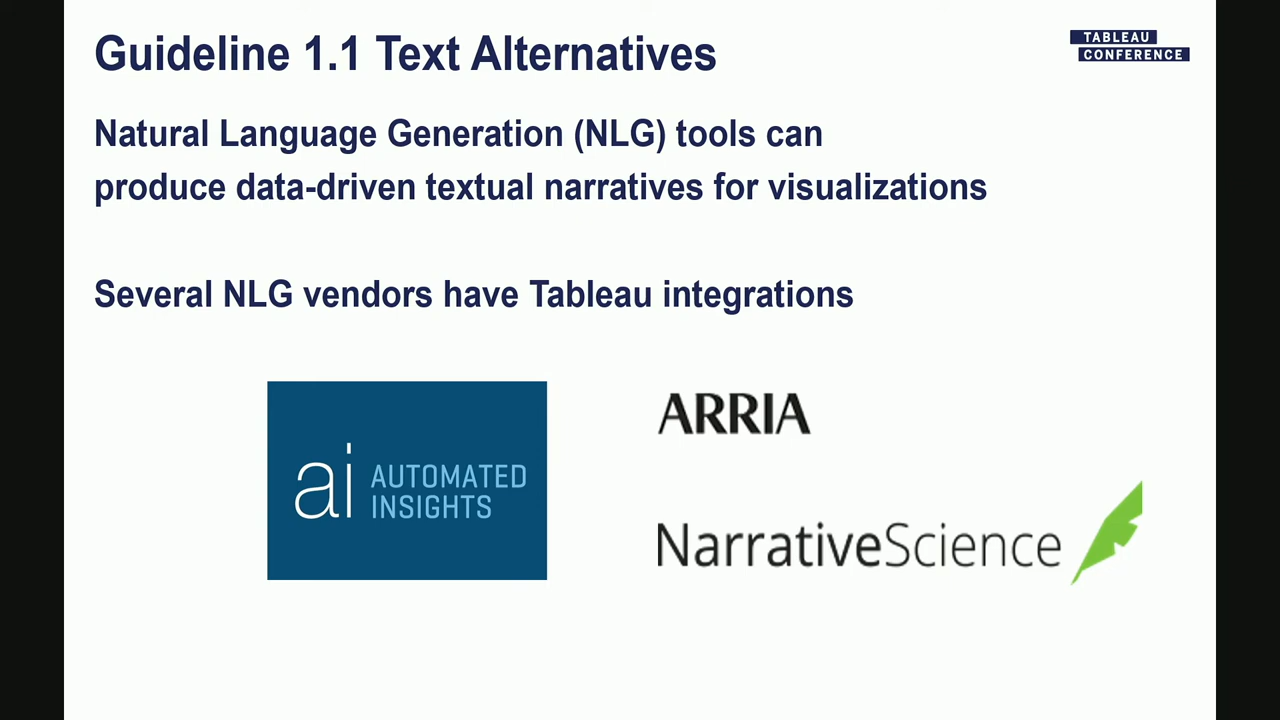 Guideline 1.1 Text Alternatives
TABLEAU
CONFERENCE
Natural Language Generation (NLG) tools can
produce data-driven textual narratives for visualizations
Several NLG vendors have Tableau integrations
ai AUTOMATED
INSIGHTS
ARRIA
NarrativeScience